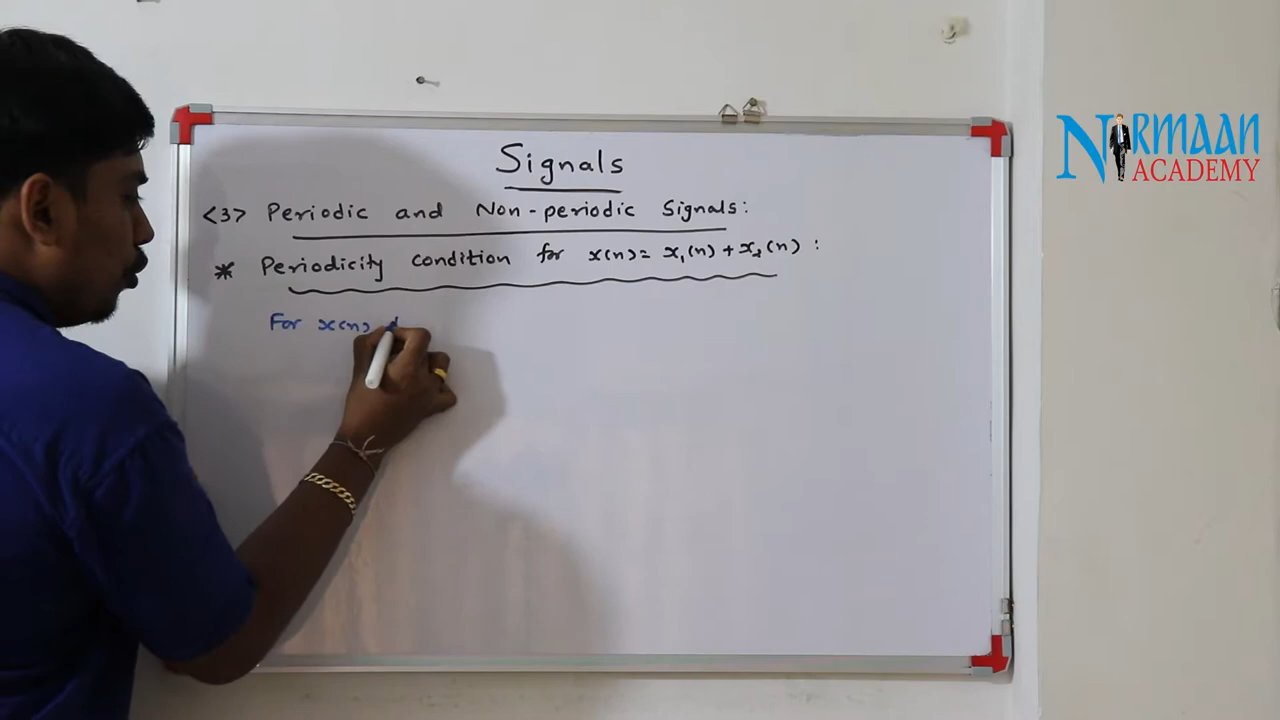 Signals
<3> Periodic and Non-periodic Signals:
* Periodicity condition for x(n) = x₁(n) + x₂(n) :
For x(n)
NIRMAAN
ACADEMY